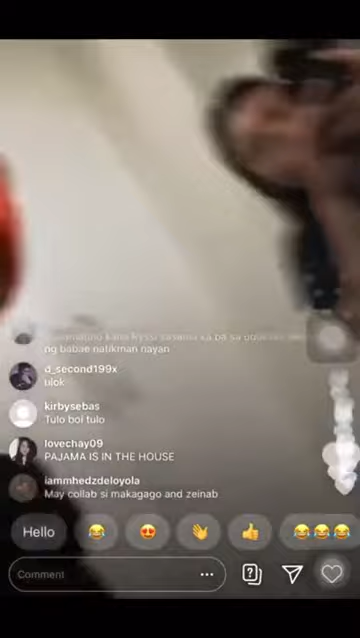 ng babae natikman nayan
d_second199x
ulok
kirbysebas
Tulo boi tulo
lovechay09
PAJAMA IS IN THE HOUSE
iammhedzdeloyola
May collab si makagago and zeinab
Hello
Comment